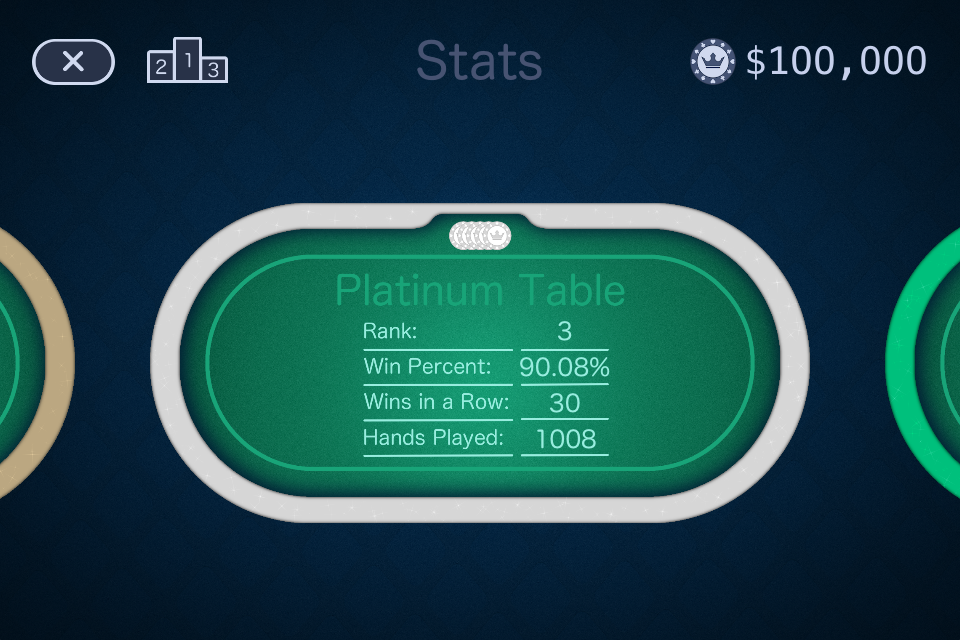 2 1 3
Stats
$100,000
Platinum Table
Rank: 3
Win Percent: 90.08%
Wins in a Row: 30
Hands Played: 1008